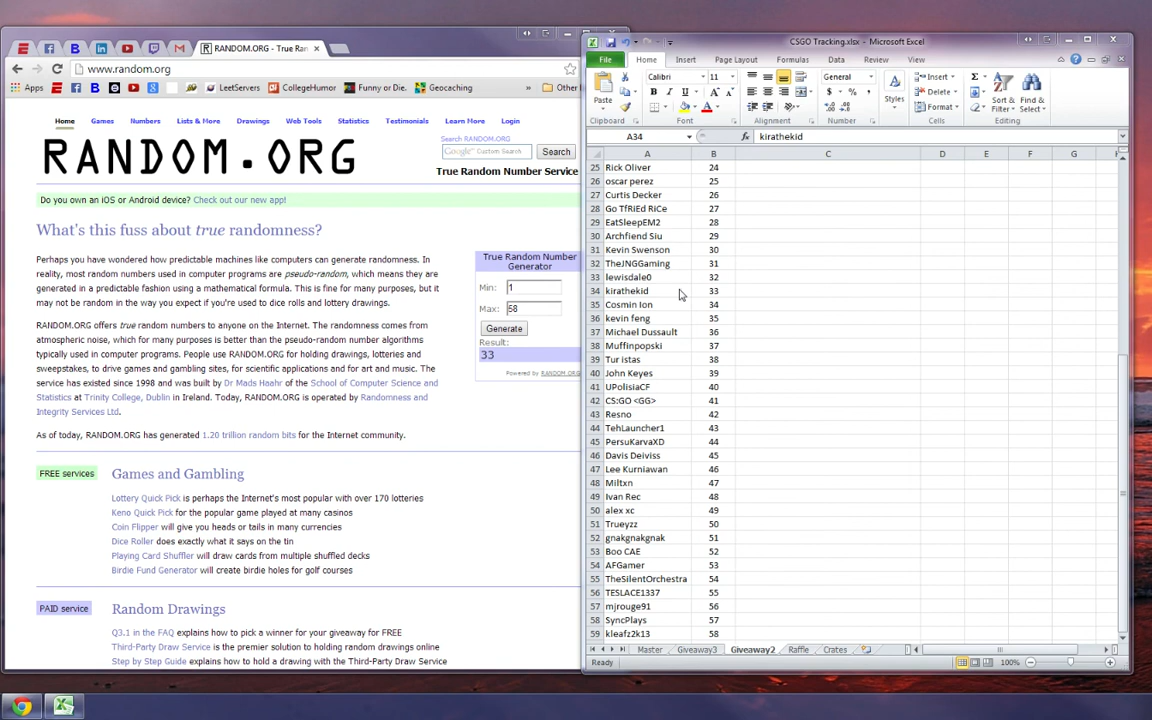 RANDOM.ORG - True Ran
www.random.org
Apps
LeetServers
CollegeHumor
Funny or Die.
Geocaching
»
Other
Home Games Numbers Lists & More Drawings Web Tools Statistics Testimonials Learn More Login
RANDOM.ORG
Search RANDOM.ORG
Google™ Custom Search
Search
True Random Number Service
Do you own an iOS or Android device? Check out our new app!
What's this fuss about true randomness?
Perhaps you have wondered how predictable machines like computers can generate randomness. In
reality, most random numbers used in computer programs are pseudo-random, which means they are
generated in a predictable fashion using a mathematical formula. This is fine for many purposes, but it
may not be random in the way you expect if you're used to dice rolls and lottery drawings.
RANDOM.ORG offers true random numbers to anyone on the Internet. The randomness comes from
atmospheric noise, which for many purposes is better than the pseudo-random number algorithms
typically used in computer programs. People use RANDOM.ORG for holding drawings, lotteries and
sweepstakes, to drive games and gambling sites, for scientific applications and for art and music. The
service has existed since 1998 and was built by Dr Mads Haahr of the School of Computer Science and
Statistics at Trinity College, Dublin in Ireland. Today, RANDOM.ORG is operated by Randomness and
Integrity Services Ltd.
As of today, RANDOM.ORG has generated 1.20 trillion random bits for the Internet community.
True Random Number
Generator
Min: 1
Max: 58
Generate
Result:
33
Powered by RANDOM.ORG
FREE services
Games and Gambling
Lottery Quick Pick is perhaps the Internet's most popular with over 170 lotteries
Keno Quick Pick for the popular game played at many casinos
Coin Flipper will give you heads or tails in many currencies
Dice Roller does exactly what it says on the tin
Playing Card Shuffler will draw cards from multiple shuffled decks
Birdie Fund Generator will create birdie holes for golf courses
PAID service
Random Drawings
Q3.1 in the FAQ explains how to pick a winner for your giveaway for FREE
Third-Party Draw Service is the premier solution to holding random drawings online
Step by Step Guide explains how to hold a drawing with the Third-Party Draw Service
CSGO Tracking.xlsx - Microsoft Excel
File Home Insert Page Layout Formulas Data Review View
Paste
Clipboard
Calibri 11
B I U
Font
Alignment
General
$ % ,
Number
Styles
Insert
Delete
Format
Cells
Sort & Filter
Find & Select
Editing
A34
fx kirathekid
A B C D E F G H
25 Rick Oliver 24
26 oscar perez 25
27 Curtis Decker 26
28 Go TfRiEd RiCe 27
29 EatSleepEM2 28
30 Archfiend Siu 29
31 Kevin Swenson 30
32 TheJNGGaming 31
33 lewisdale0 32
34 kirathekid 33
35 Cosmin Ion 34
36 kevin feng 35
37 Michael Dussault 36
38 Muffinpopski 37
39 Tur istas 38
40 John Keyes 39
41 UPolisiaCF 40
42 CS:GO <GG> 41
43 Resno 42
44 TehLauncher1 43
45 PersuKarvaXD 44
46 Davis Deiviss 45
47 Lee Kurniawan 46
48 Miltxn 47
49 Ivan Rec 48
50 alex xc 49
51 Trueyzz 50
52 gnakgnakgnak 51
53 Boo CAE 52
54 AFGamer 53
55 TheSilentOrchestra 54
56 TESLACE1337 55
57 mjrouge91 56
58 SyncPlays 57
59 kleafz2k13 58
Master Giveaway3 Giveaway2 Raffle Crates
Ready
100%